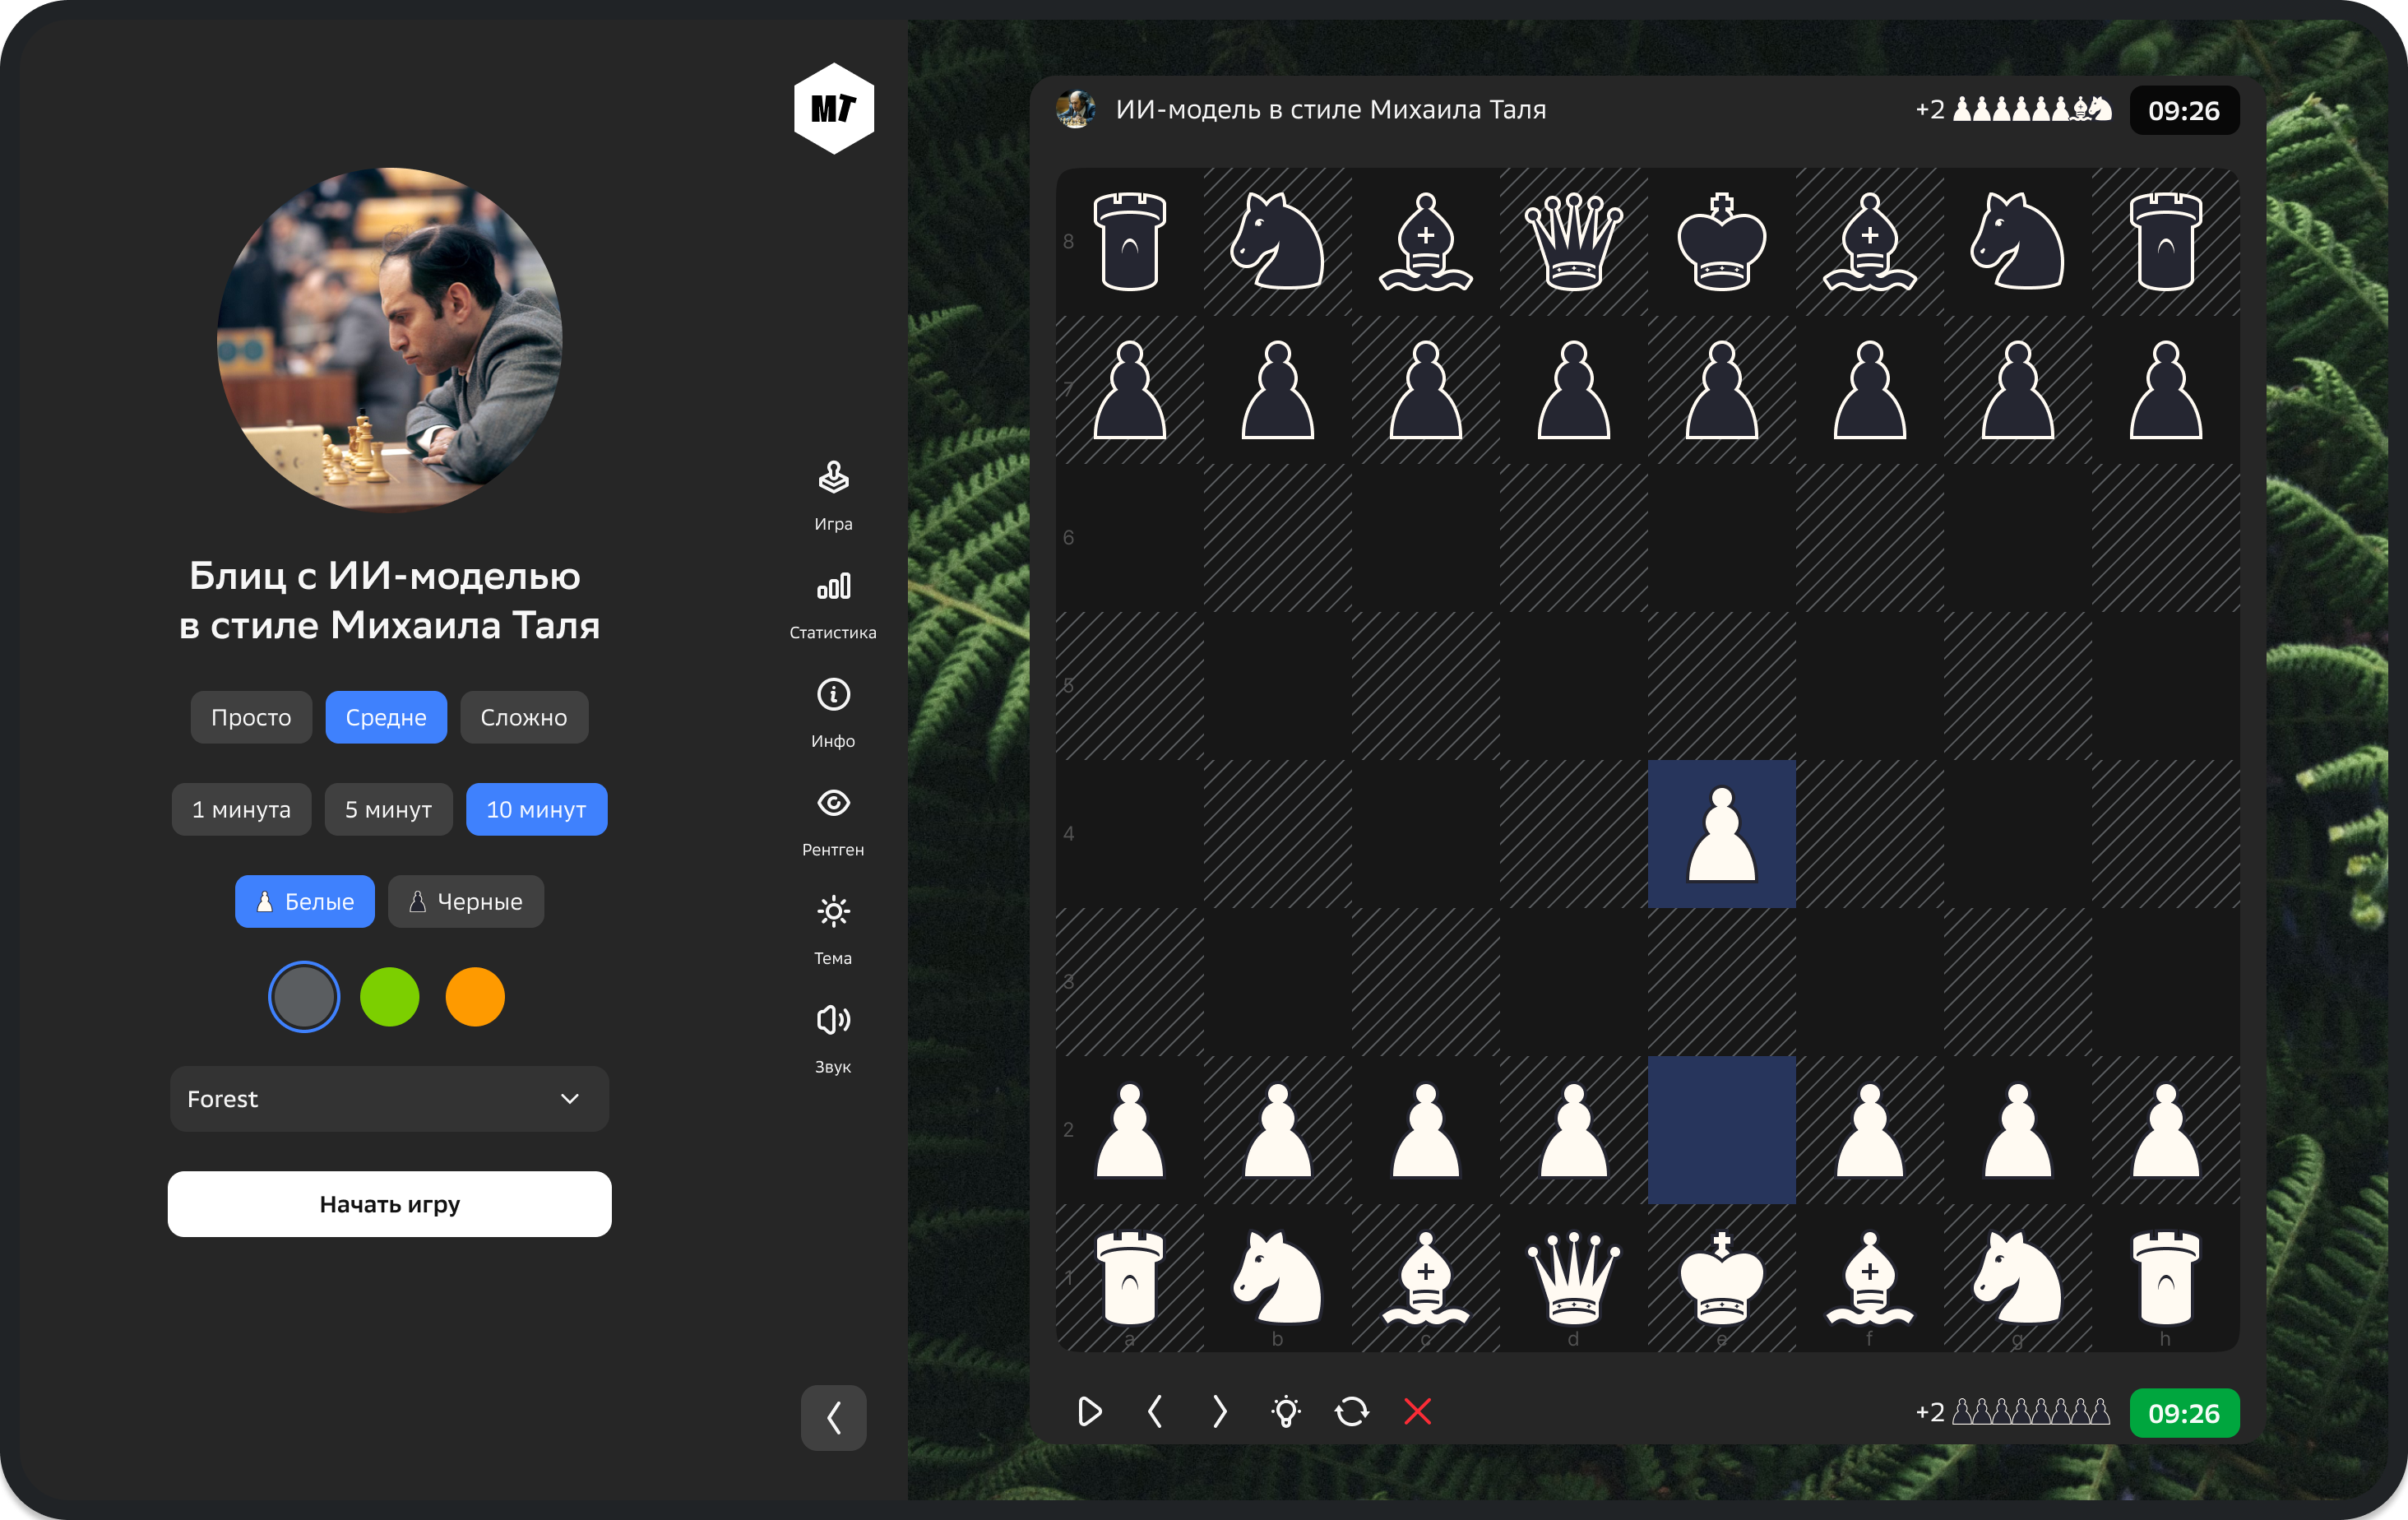 МТ
Блиц с ИИ-моделью
в стиле Михаила Таля
Просто
Средне
Сложно
1 минута
5 минут
10 минут
Белые
Черные
Forest
Начать игру
Игра
Статистика
Инфо
Рентген
Тема
Звук
ИИ-модель в стиле Михаила Таля
+2
09:26
8
7
6
5
4
3
2
1
a
b
c
d
e
f
g
h
+2
09:26